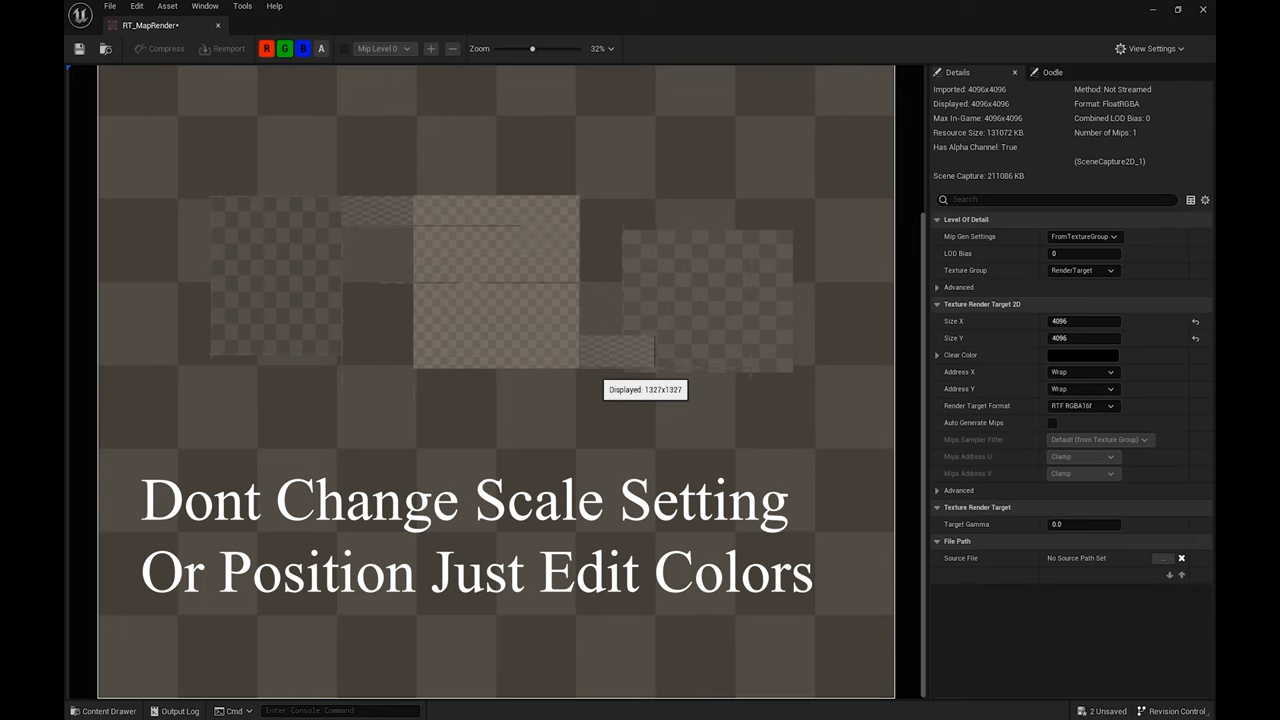 File Edit Asset Window Tools Help
RT_MapRender•
Compress Reimport R G B A Mip Level 0 Zoom 32% View Settings
Details Oodle
Imported: 4096x4096 Method: Not Streamed
Displayed: 4096x4096 Format: FloatRGBA
Max In-Game: 4096x4096 Combined LOD Bias: 0
Resource Size: 131072 KB Number of Mips: 1
Has Alpha Channel: True
(SceneCapture2D_1)
Scene Capture: 211086 KB
Search
Level Of Detail
Mip Gen Settings FromTextureGroup
LOD Bias 0
Texture Group RenderTarget
Advanced
Texture Render Target 2D
Size X 4096
Size Y 4096
Clear Color
Address X Wrap
Address Y Wrap
Render Target Format RTF RGBA16f
Auto Generate Mips
Mips Sampler Filter Default (from Texture Group)
Mips Address U Clamp
Mips Address V Clamp
Advanced
Texture Render Target
Target Gamma 0.0
File Path
Source File No Source Path Set ...
Displayed: 1327x1327
Dont Change Scale Setting
Or Position Just Edit Colors
Content Drawer Output Log Cmd Enter Console Command 2 Unsaved Revision Control